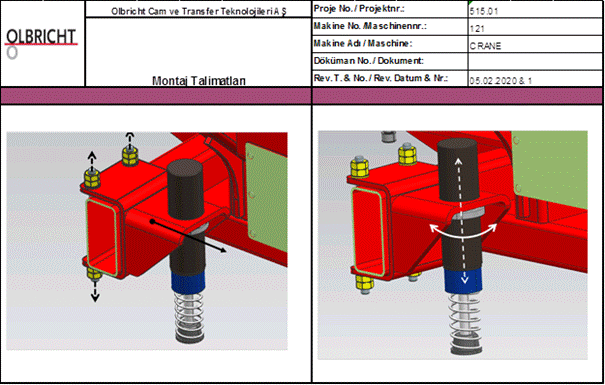 OLBRICHT
Olbricht Cam ve Transfer Teknolojileri A Ş
Montaj Talimatları
Proje No. / Projektnr.: 515.01
Makine No. /Maschinennr.: 121
Makine Adı / Maschine: CRANE
Döküman No. / Dokument:
Rev. T. & No. / Rev. Datum & Nr.: 05.02.2020 & 1